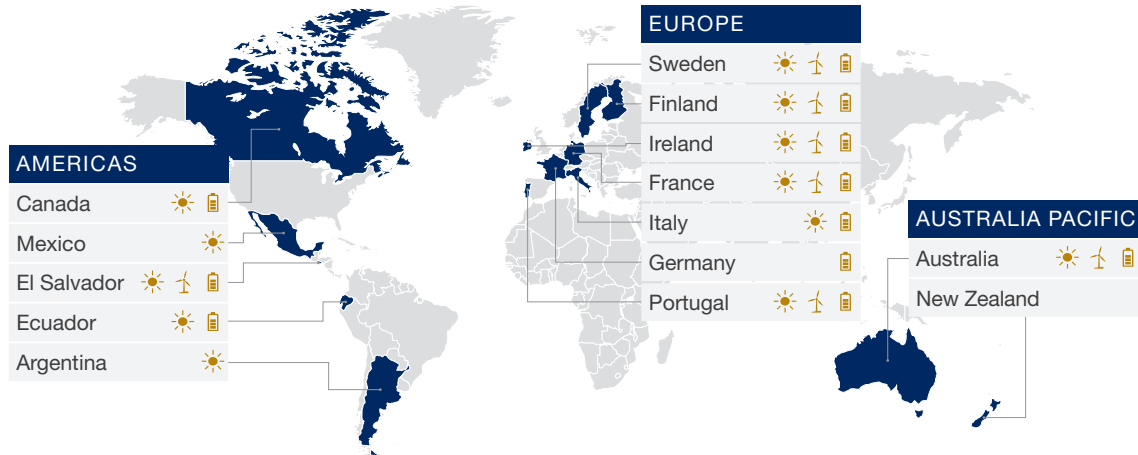 AMERICAS
Canada
Mexico
El Salvador
Ecuador
Argentina
EUROPE
Sweden
Finland
Ireland
France
Italy
Germany
Portugal
AUSTRALIA PACIFIC
Australia
New Zealand